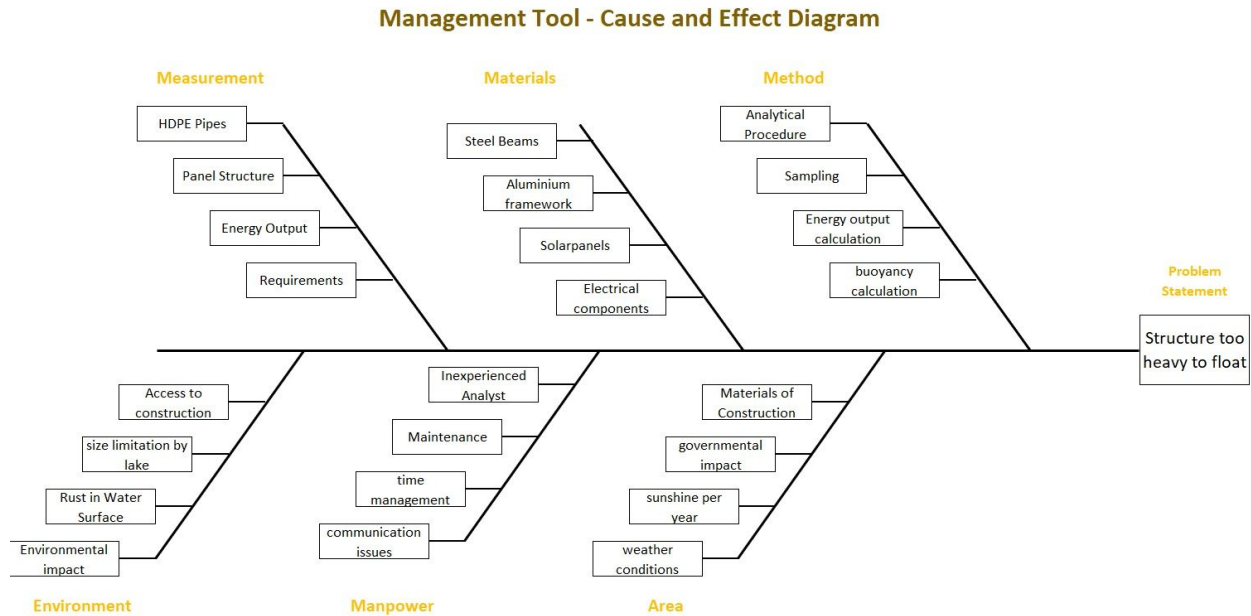 Management Tool - Cause and Effect Diagram
Measurement
HDPE Pipes
Panel Structure
Energy Output
Requirements
Materials
Steel Beams
Aluminium
framework
Solarpanels
Electrical
components
Method
Analytical
Procedure
Sampling
Energy output
calculation
buoyancy
calculation
Problem
Statement
Structure too
heavy to float
Access to
construction
size limitation by
lake
Rust in Water
Surface
Environmental
impact
Environment
Inexperienced
Analyst
Maintenance
time
management
communication
issues
Manpower
Materials of
Construction
governmental
impact
sunshine per
year
weather
conditions
Area